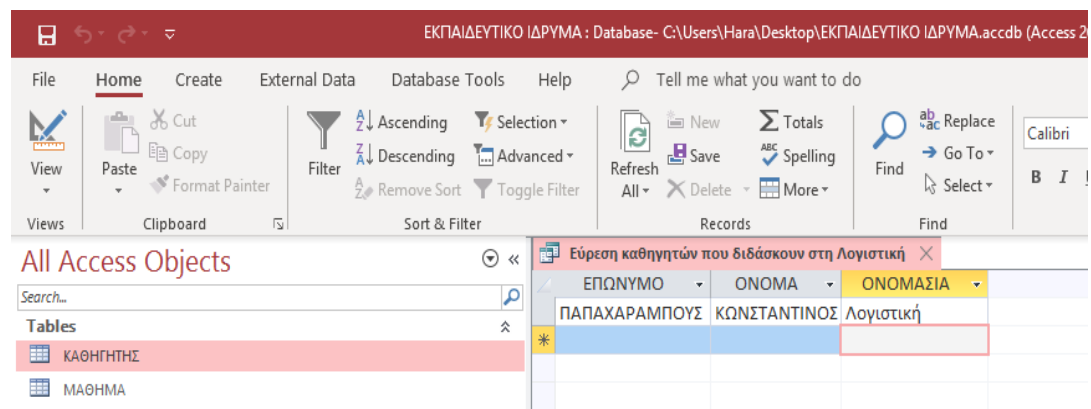 ΕΚΠΑΙΔΕΥΤΙΚΟ ΙΔΡΥΜΑ : Database- C:\Users\Hara\Desktop\ΕΚΠΑΙΔΕΥΤΙΚΟ ΙΔΡΥΜΑ.accdb (Access 20
File Home Create External Data Database Tools Help Tell me what you want to do
View
Views
Paste
Cut
Copy
Format Painter
Clipboard
Filter
Ascending
Descending
Remove Sort
Selection
Advanced
Toggle Filter
Sort & Filter
Refresh
All
New
Save
Delete
Totals
Spelling
More
Records
Find
Replace
Go To
Select
Find
Calibri
B I
All Access Objects
Search...
Tables
ΚΑΘΗΓΗΤΗΣ
ΜΑΘΗΜΑ
Εύρεση καθηγητών που διδάσκουν στη Λογιστική
ΕΠΩΝΥΜΟ ΟΝΟΜΑ ΟΝΟΜΑΣΙΑ
ΠΑΠΑΧΑΡΑΜΠΟΥΣ ΚΩΝΣΤΑΝΤΙΝΟΣ Λογιστική